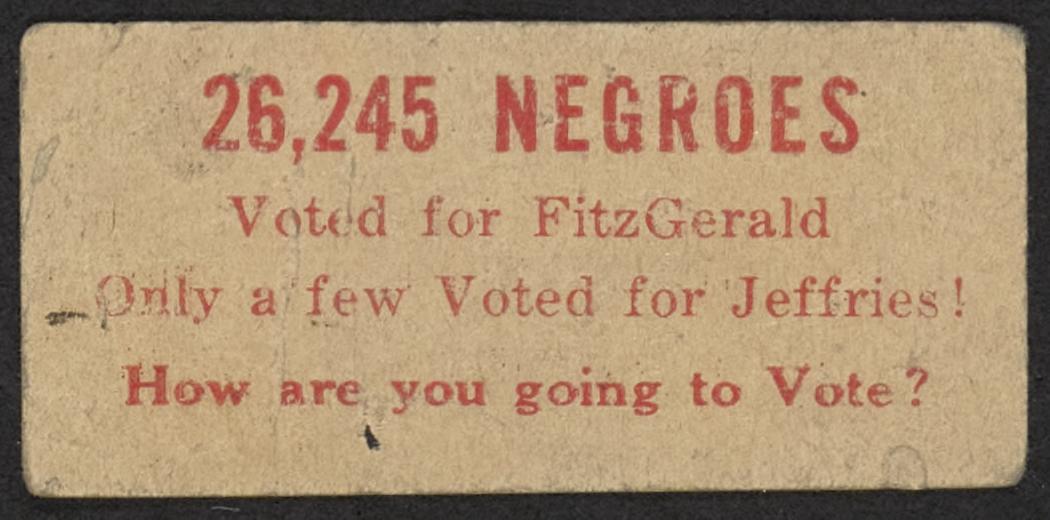 26,245 NEGROES
Voted for FitzGerald
Only a few Voted for Jeffries!
How are you going to Vote?